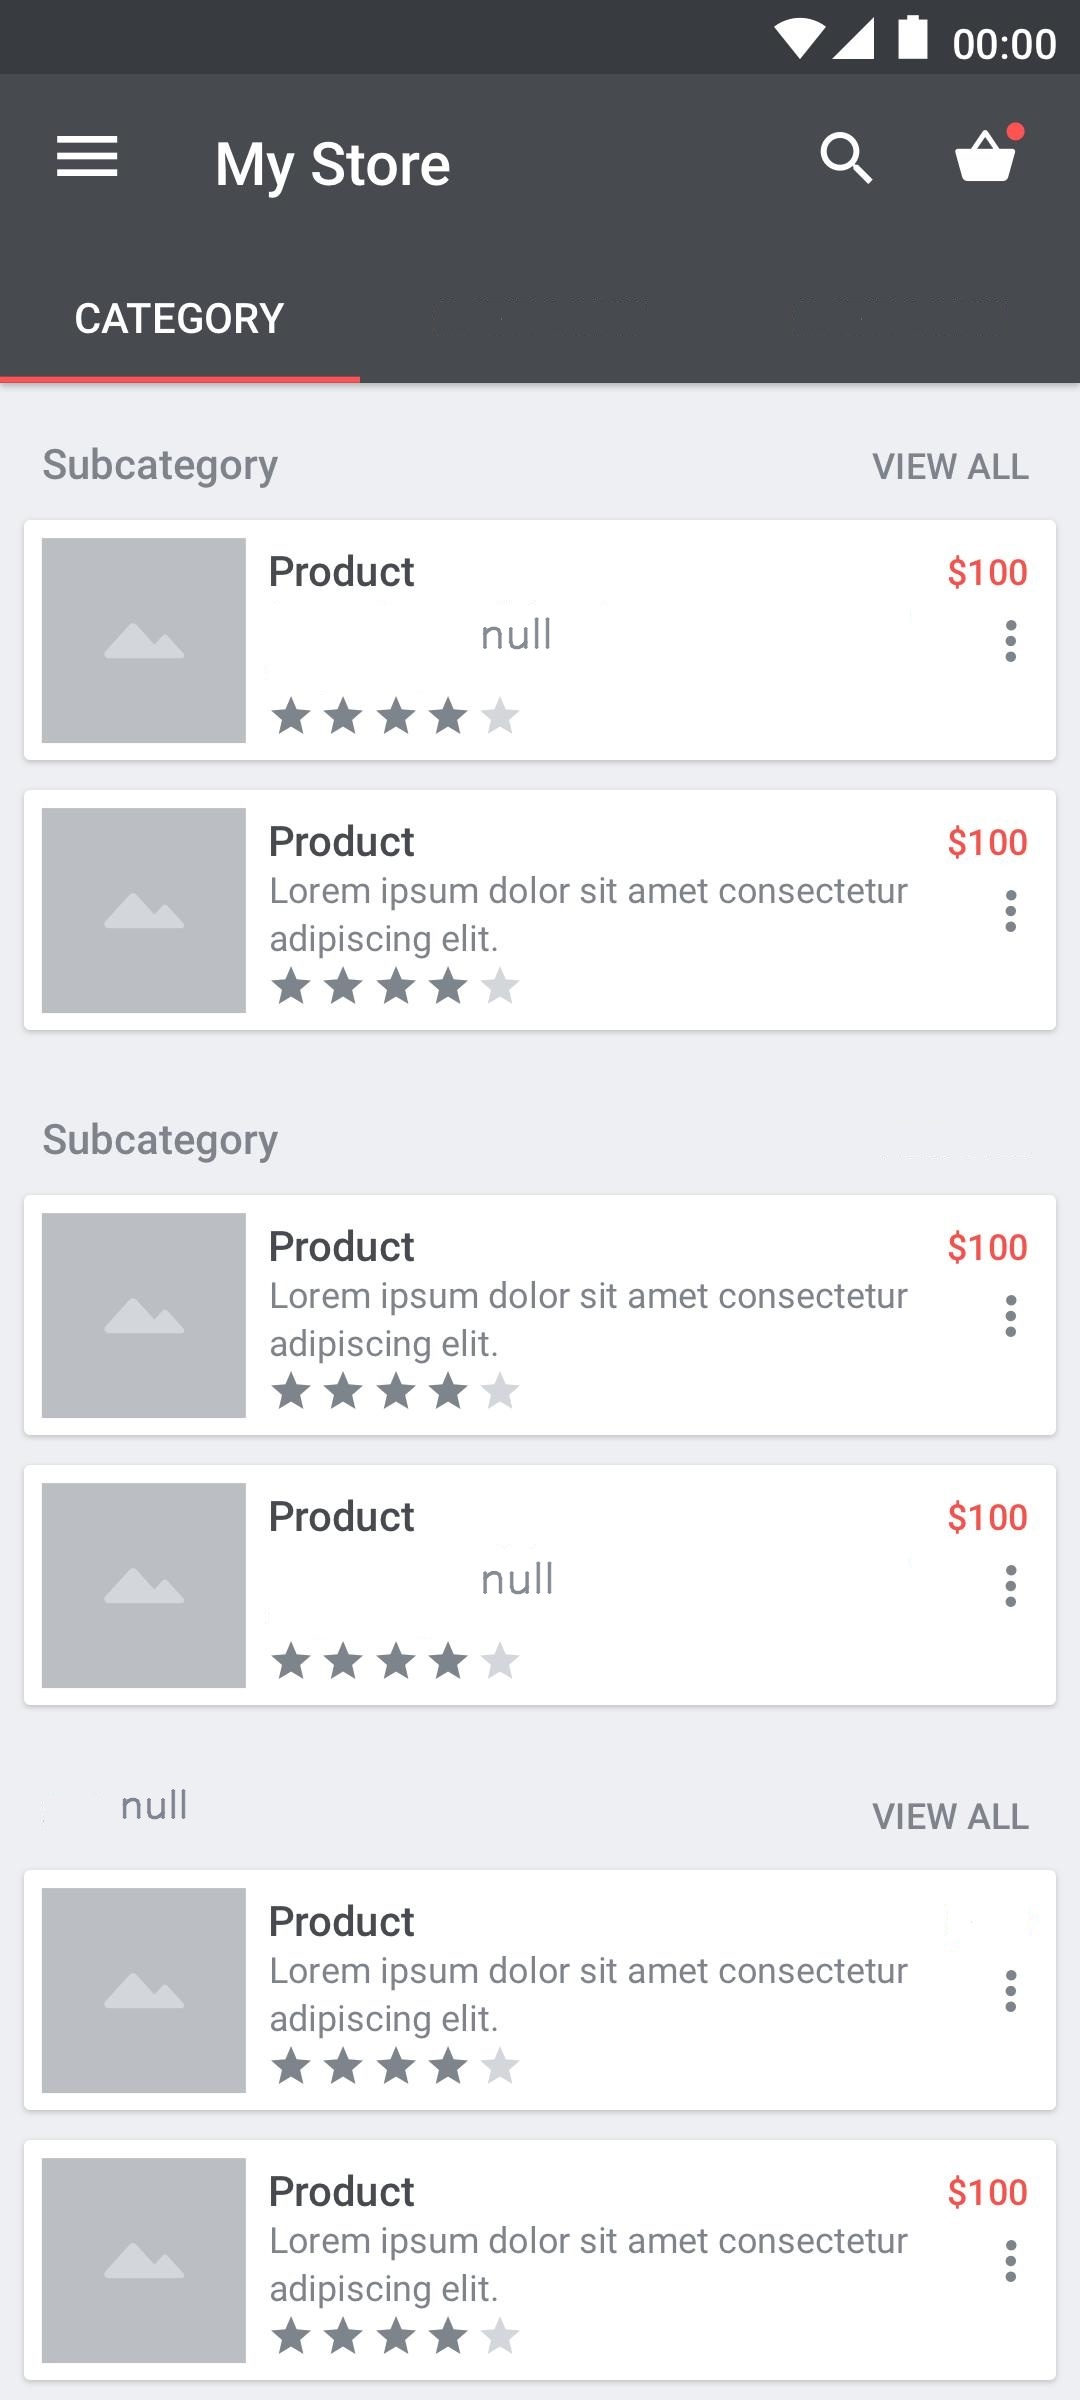 00:00
My Store
CATEGORY
Subcategory
VIEW ALL
Product
$100
null
Product
$100
Lorem ipsum dolor sit amet consectetur
adipiscing elit.
Subcategory
Product
$100
Lorem ipsum dolor sit amet consectetur
adipiscing elit.
Product
$100
null
null
VIEW ALL
Product
Lorem ipsum dolor sit amet consectetur
adipiscing elit.
Product
$100
Lorem ipsum dolor sit amet consectetur
adipiscing elit.